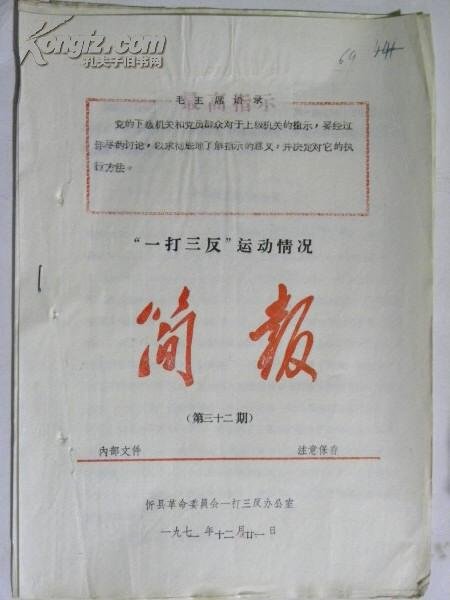 Kongfz.com
孔夫子旧书网
69
最高指示
毛主席语录
党的下级机关和党员群众对于上级机关的指示，要经过
详尽的讨论，以求彻底地了解指示的意义，并决定对它的执
行方法。
“一打三反”运动情况
简报
（第三十二期）
内部文件 注意保存
忻县革命委员会一打三反办公室
一九七一年十二月廿一日